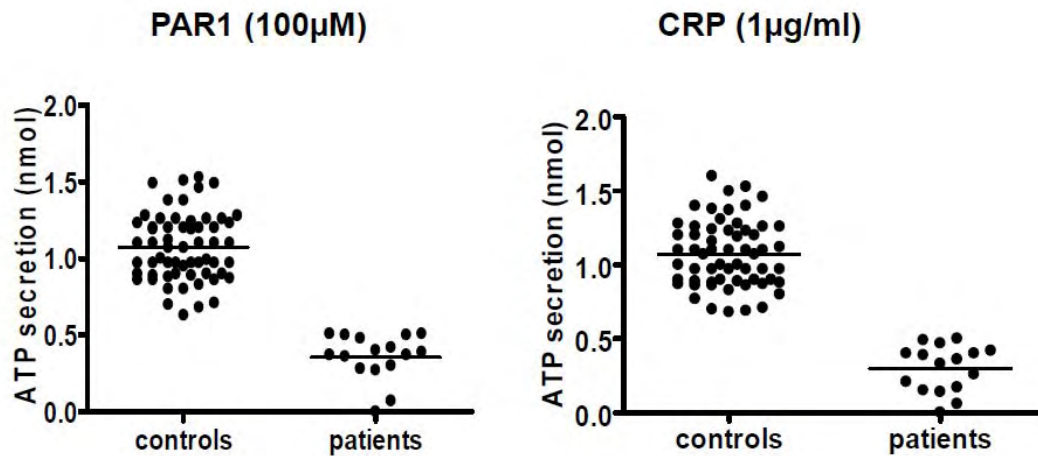 PAR1 (100µM)
ATP secretion (nmol)
2.0
1.5
1.0
0.5
0.0
controls
patients
CRP (1µg/ml)
ATP secretion (nmol)
2.0
1.5
1.0
0.5
0.0
controls
patients